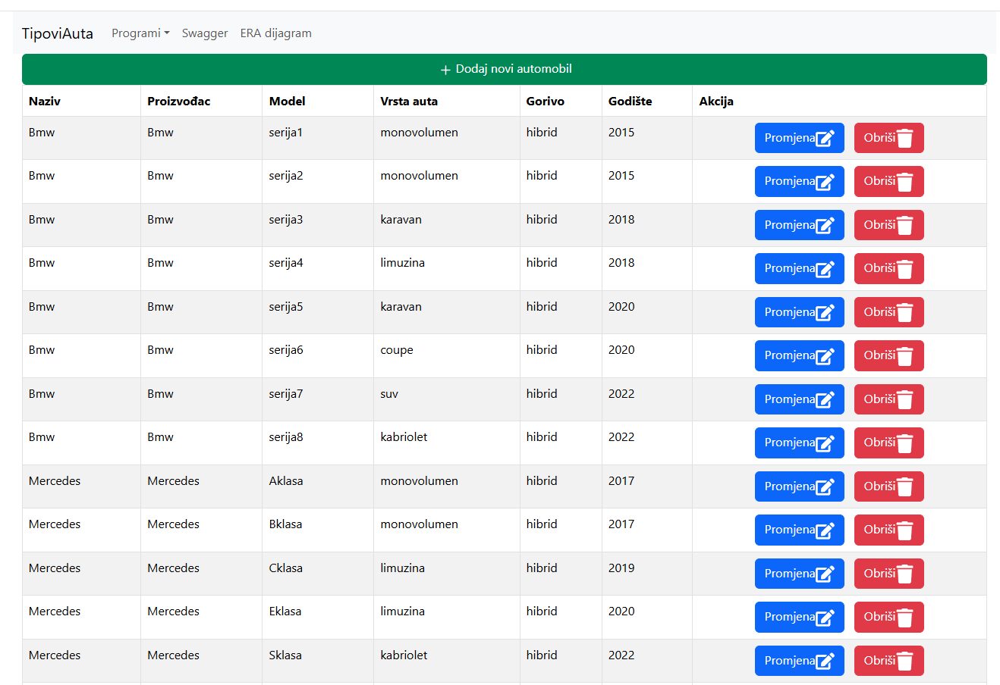 TipoviAuta Programi Swagger ERA dijagram
+ Dodaj novi automobil
Naziv Proizvođac Model Vrsta auta Gorivo Godište Akcija
Bmw Bmw serija1 monovolumen hibrid 2015 Promjena Obriši
Bmw Bmw serija2 monovolumen hibrid 2015 Promjena Obriši
Bmw Bmw serija3 karavan hibrid 2018 Promjena Obriši
Bmw Bmw serija4 limuzina hibrid 2018 Promjena Obriši
Bmw Bmw serija5 karavan hibrid 2020 Promjena Obriši
Bmw Bmw serija6 coupe hibrid 2020 Promjena Obriši
Bmw Bmw serija7 suv hibrid 2022 Promjena Obriši
Bmw Bmw serija8 kabriolet hibrid 2022 Promjena Obriši
Mercedes Mercedes Aklasa monovolumen hibrid 2017 Promjena Obriši
Mercedes Mercedes Bklasa monovolumen hibrid 2017 Promjena Obriši
Mercedes Mercedes Cklasa limuzina hibrid 2019 Promjena Obriši
Mercedes Mercedes Eklasa limuzina hibrid 2020 Promjena Obriši
Mercedes Mercedes Sklasa kabriolet hibrid 2022 Promjena Obriši